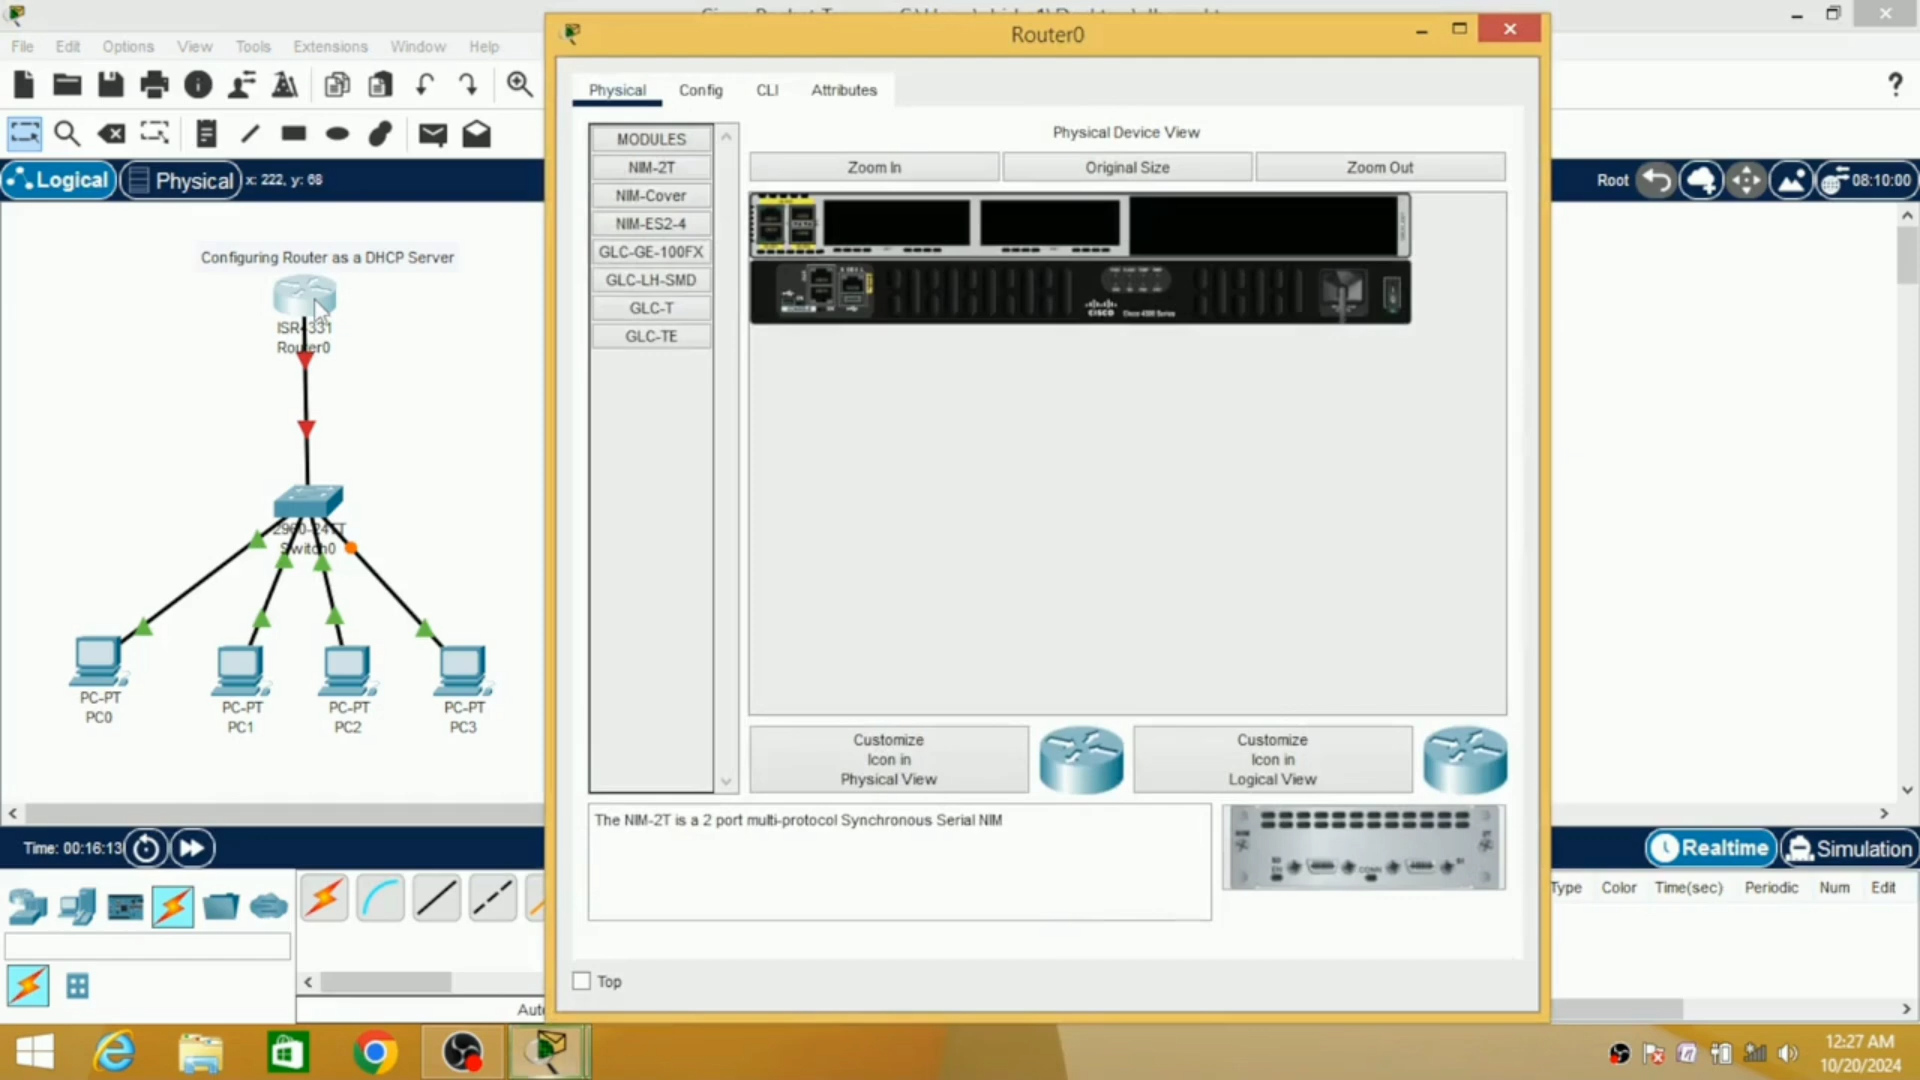 Router0
File Edit Options View Tools Extensions Window Help
?
Physical Config CLI Attributes
Logical Physical x: 222, y: 68
Root 08:10:00
MODULES
NIM-2T
NIM-Cover
NIM-ES2-4
GLC-GE-100FX
GLC-LH-SMD
GLC-T
GLC-TE
Physical Device View
Zoom In Original Size Zoom Out
CISCO
Configuring Router as a DHCP Server
Router0
2960-24TT
Switch0
PC-PT
PC0
PC-PT
PC1
PC-PT
PC2
PC-PT
PC3
Customize
Icon in
Physical View
Customize
Icon in
Logical View
The NIM-2T is a 2 port multi-protocol Synchronous Serial NIM
Top
Time: 00:16:13
Realtime Simulation
Type Color Time(sec) Periodic Num Edit
12:27 AM
10/20/2024